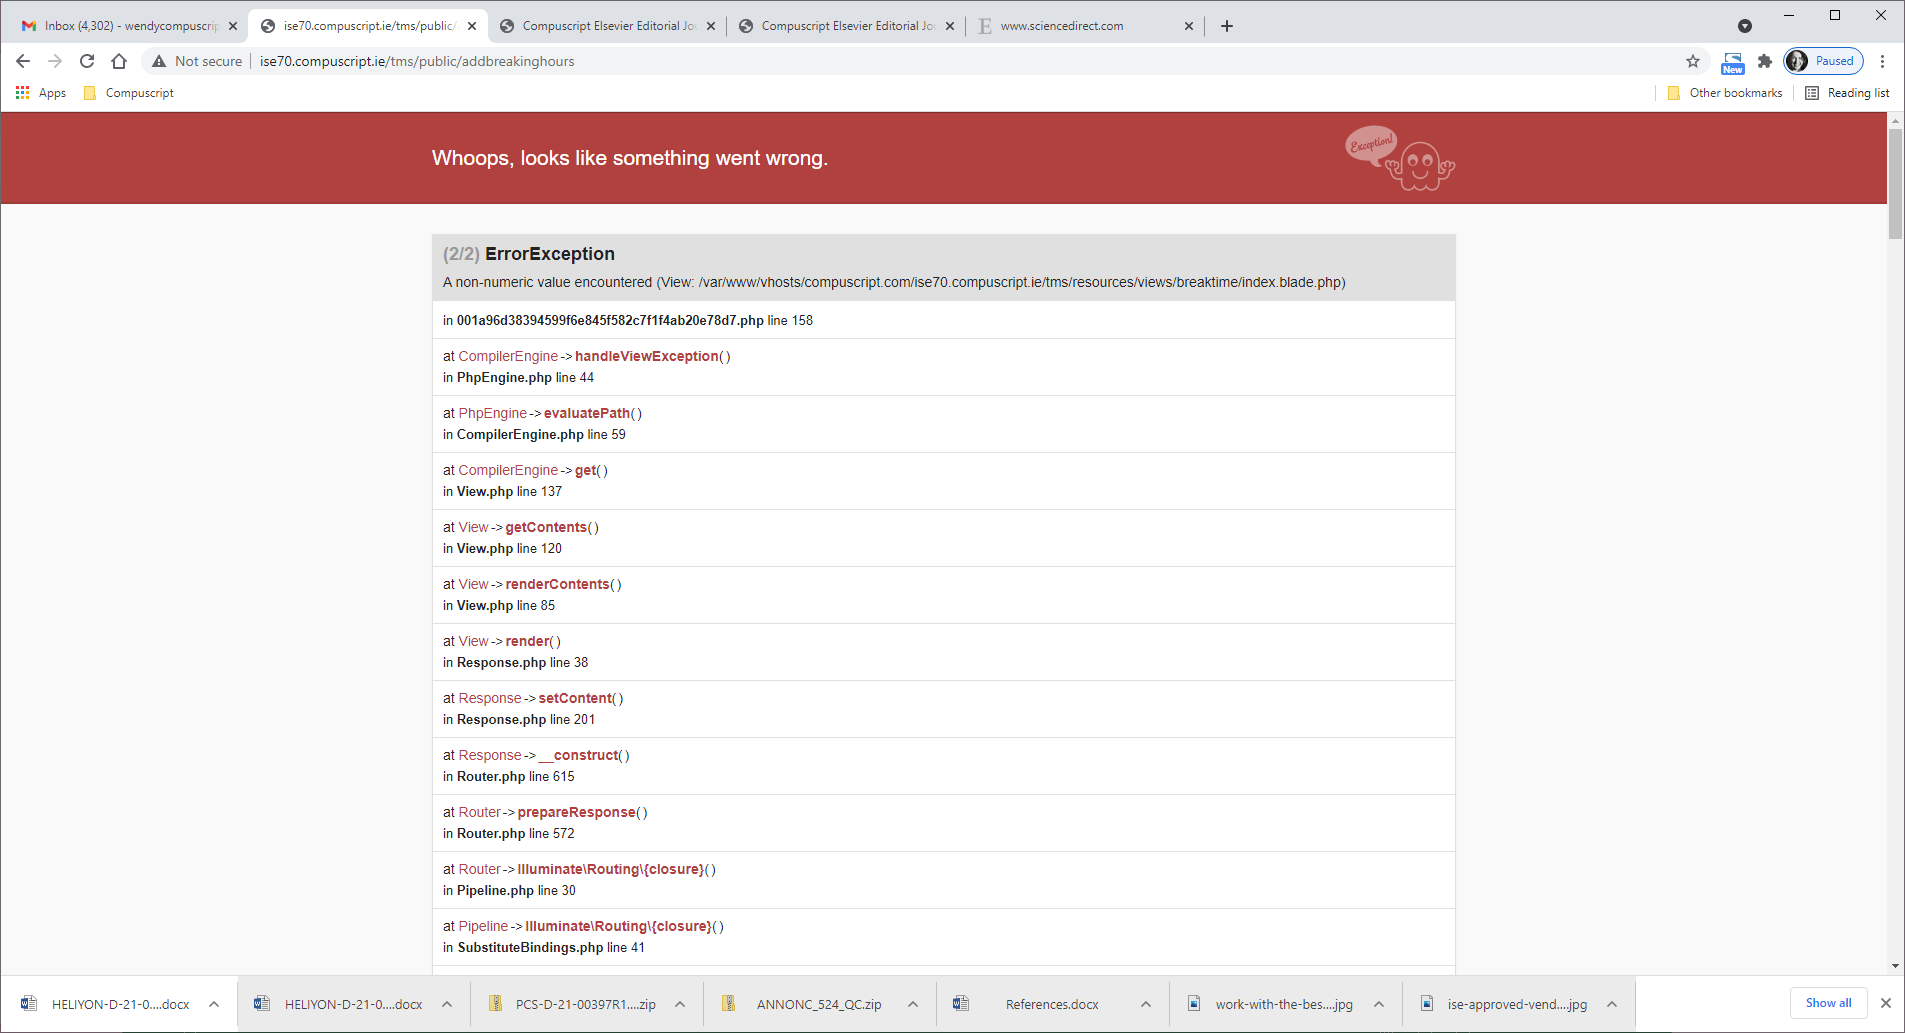 Inbox (4,302) - wendycompuscrip
ise70.compuscript.ie/tms/public/a
Compuscript Elsevier Editorial Jou
Compuscript Elsevier Editorial Jou
www.sciencedirect.com
Not secure
ise70.compuscript.ie/tms/public/addbreakinghours
New
Paused
Apps
Compuscript
Other bookmarks
Reading list
Whoops, looks like something went wrong.
Exception!
(2/2) ErrorException
A non-numeric value encountered (View: /var/www/vhosts/compuscript.com/ise70.compuscript.ie/tms/resources/views/breaktime/index.blade.php)
in 001a96d38394599f6e845f582c7f1f4ab20e78d7.php line 158
at CompilerEngine->handleViewException()
in PhpEngine.php line 44
at PhpEngine->evaluatePath()
in CompilerEngine.php line 59
at CompilerEngine->get()
in View.php line 137
at View->getContents()
in View.php line 120
at View->renderContents()
in View.php line 85
at View->render()
in Response.php line 38
at Response->setContent()
in Response.php line 201
at Response->__construct()
in Router.php line 615
at Router->prepareResponse()
in Router.php line 572
at Router->Illuminate\Routing\{closure}()
in Pipeline.php line 30
at Pipeline->Illuminate\Routing\{closure}()
in SubstituteBindings.php line 41
HELIYON-D-21-0....docx
HELIYON-D-21-0....docx
PCS-D-21-00397R1....zip
ANNONC_524_QC.zip
References.docx
work-with-the-bes....jpg
ise-approved-vend....jpg
Show all